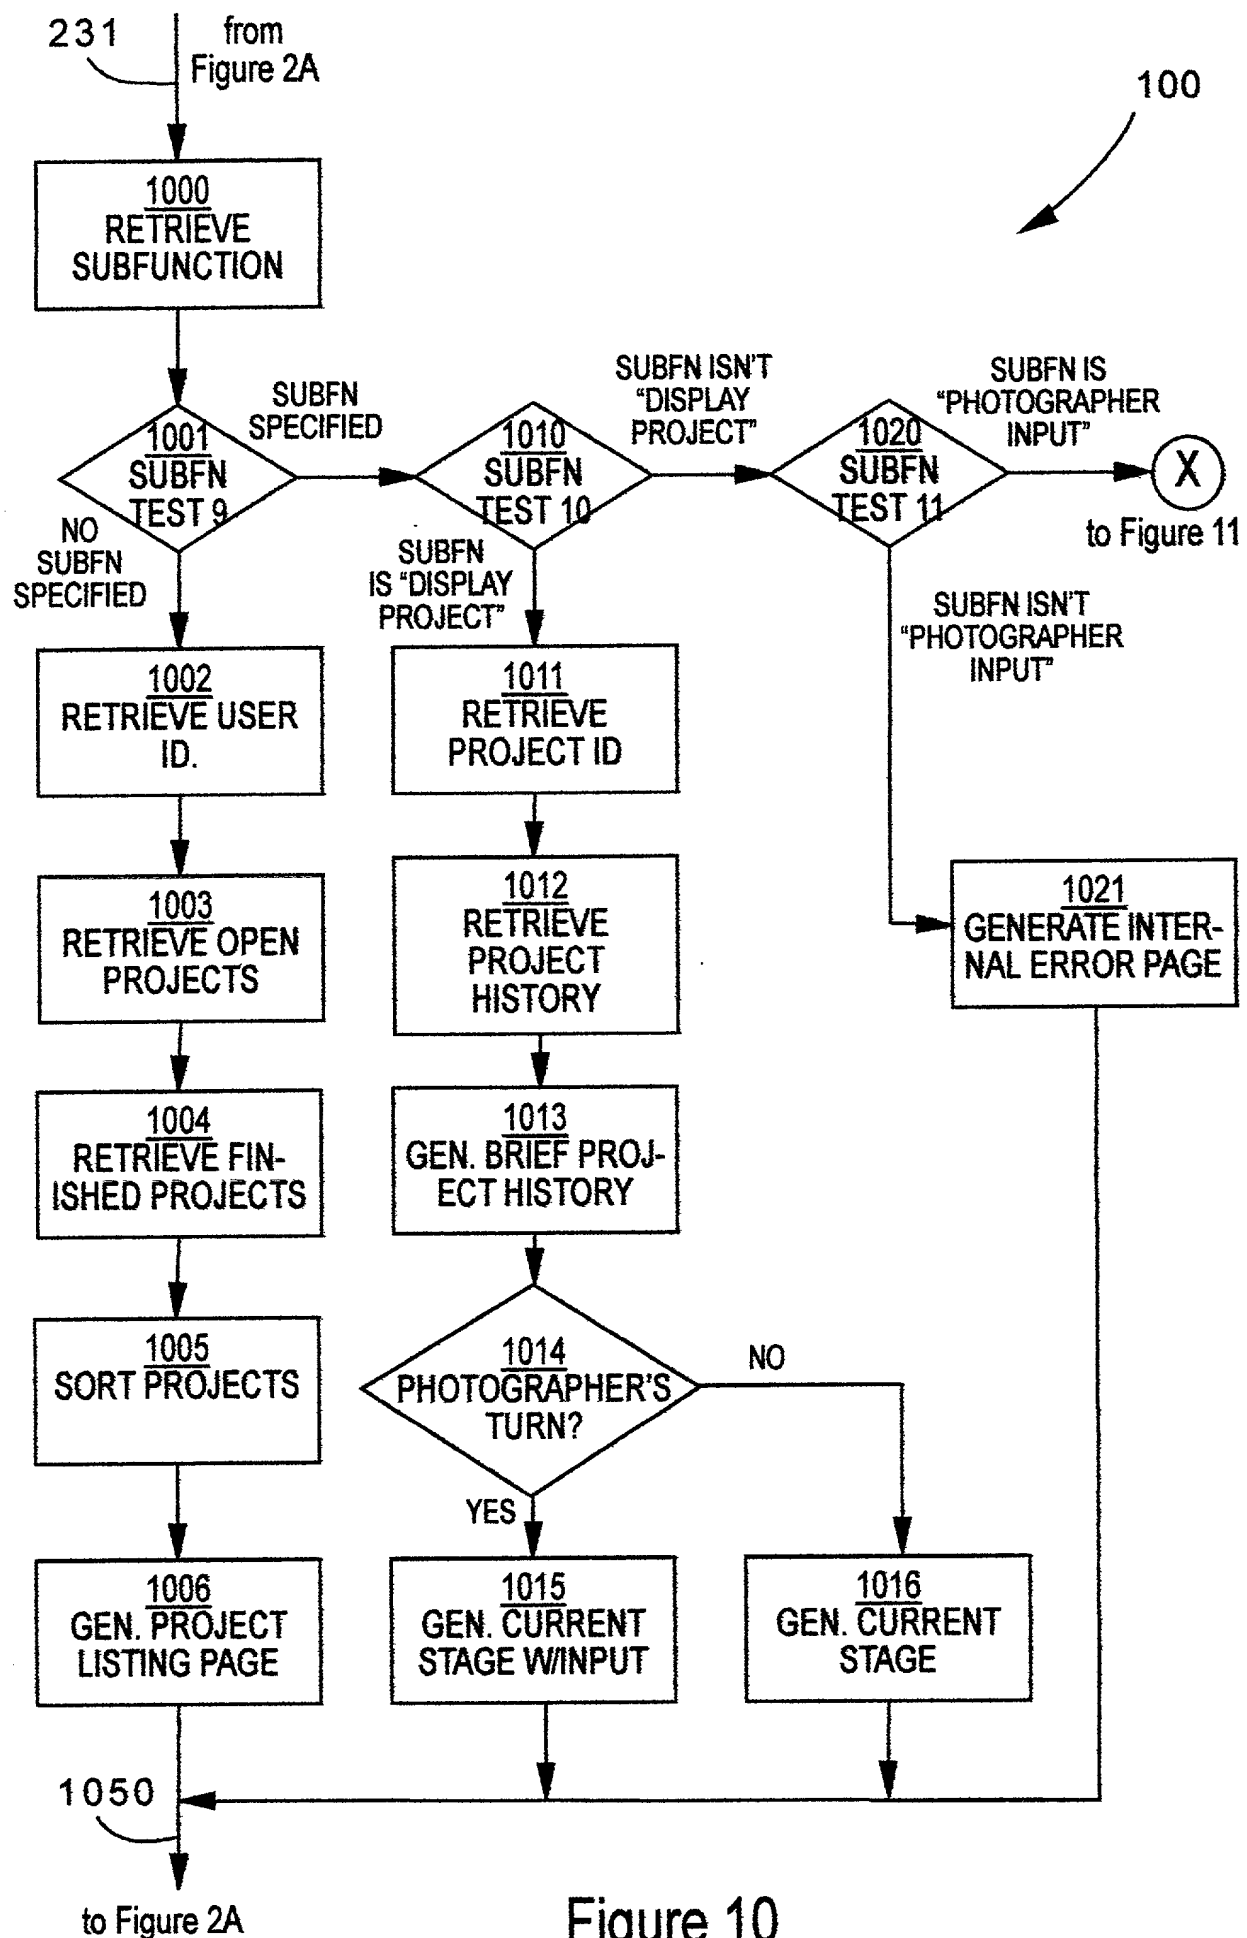 231
from
Figure 2A
100
1000
RETRIEVE
SUBFUNCTION
1001
SUBFN
TEST 9
SUBFN
SPECIFIED
1010
SUBFN
TEST 10
SUBFN ISN'T
"DISPLAY
PROJECT"
1020
SUBFN
TEST 11
SUBFN IS
"PHOTOGRAPHER
INPUT"
X
to Figure 11
NO
SUBFN
SPECIFIED
SUBFN
IS "DISPLAY
PROJECT"
SUBFN ISN'T
"PHOTOGRAPHER
INPUT"
1002
RETRIEVE USER
ID.
1011
RETRIEVE
PROJECT ID
1003
RETRIEVE OPEN
PROJECTS
1012
RETRIEVE
PROJECT
HISTORY
1021
GENERATE INTER-
NAL ERROR PAGE
1004
RETRIEVE FIN-
ISHED PROJECTS
1013
GEN. BRIEF PROJ-
ECT HISTORY
1005
SORT PROJECTS
1014
PHOTOGRAPHER'S
TURN?
NO
YES
1006
GEN. PROJECT
LISTING PAGE
1015
GEN. CURRENT
STAGE W/INPUT
1016
GEN. CURRENT
STAGE
1050
to Figure 2A
Figure 10